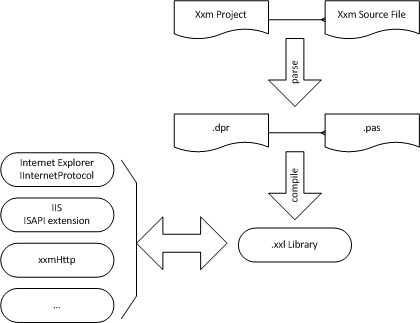 Xxm Project
Xxm Source File
parse
.dpr
.pas
compile
Internet Explorer
IInternetProtocol
IIS
ISAPI extension
xxmHttp
...
.xxl Library